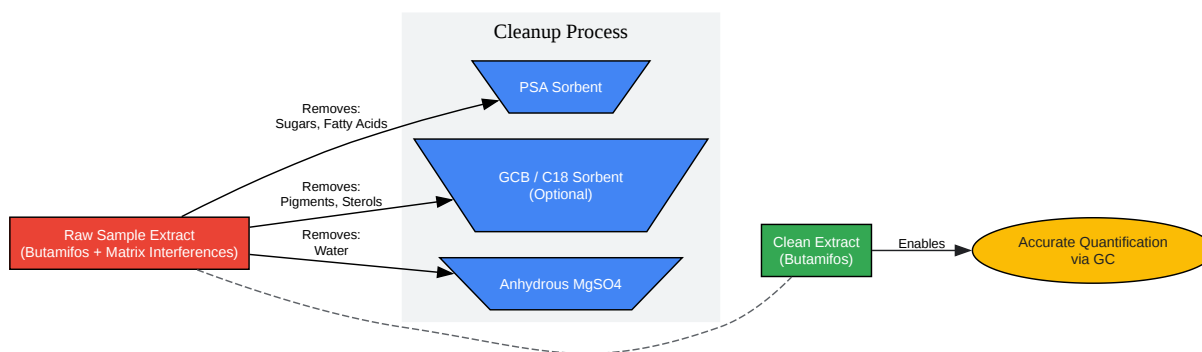 Cleanup Process
PSA Sorbent
Removes:
Sugars, Fatty Acids
GCB / C18 Sorbent
(Optional)
Removes:
Pigments, Sterols
Raw Sample Extract
(Butamifos + Matrix Interferences)
Removes:
Water
Anhydrous MgSO4
Clean Extract
(Butamifos)
Enables
Accurate Quantification
via GC